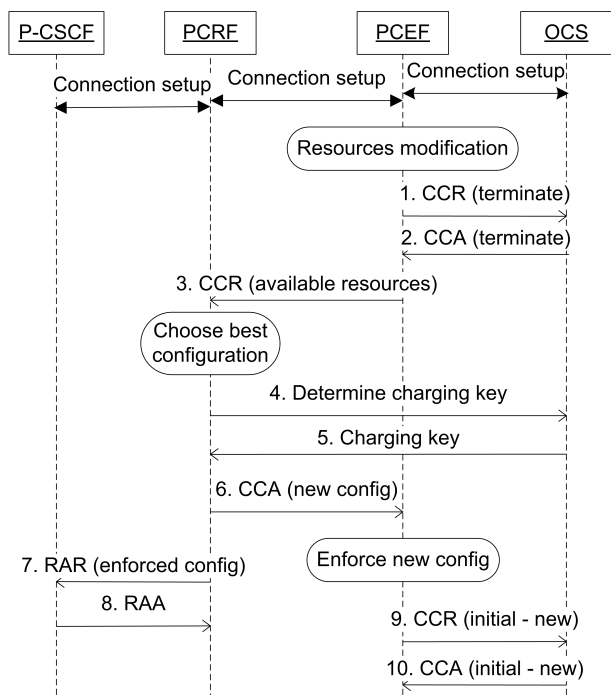 P-CSCF PCRF PCEF OCS
Connection setup Connection setup Connection setup
Resources modification
1. CCR (terminate)
2. CCA (terminate)
3. CCR (available resources)
Choose best
configuration
4. Determine charging key
5. Charging key
6. CCA (new config)
Enforce new config
7. RAR (enforced config)
8. RAA
9. CCR (initial - new)
10. CCA (initial - new)